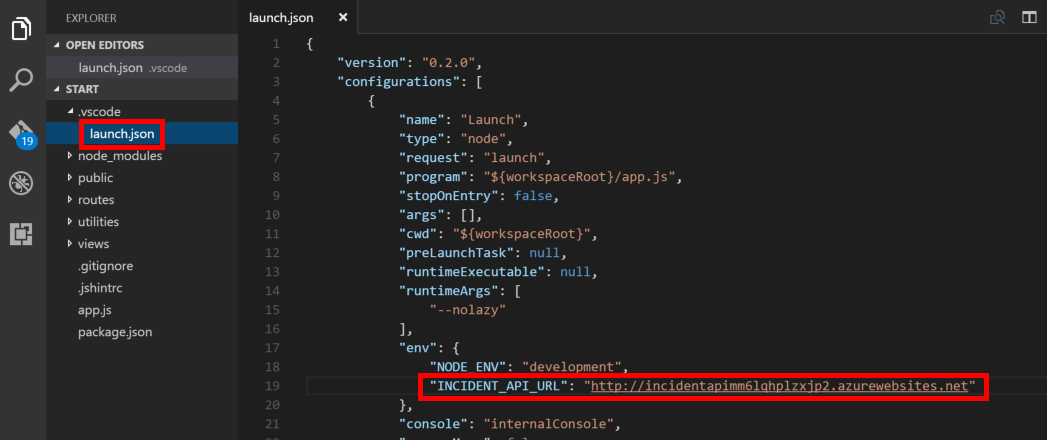 EXPLORER
OPEN EDITORS
launch.json .vscode
START
.vscode
launch.json
node_modules
public
routes
utilities
views
.gitignore
.jshintrc
app.js
package.json
19
launch.json ×
1 {
2 "version": "0.2.0",
3 "configurations": [
4 {
5 "name": "Launch",
6 "type": "node",
7 "request": "launch",
8 "program": "${workspaceRoot}/app.js",
9 "stopOnEntry": false,
10 "args": [],
11 "cwd": "${workspaceRoot}",
12 "preLaunchTask": null,
13 "runtimeExecutable": null,
14 "runtimeArgs": [
15 "--nolazy"
16 ],
17 "env": {
18 "NODE_ENV": "development",
19 "INCIDENT_API_URL": "http://incidentapimm6lqhplzxjp2.azurewebsites.net"
20 },
21 "console": "internalConsole",